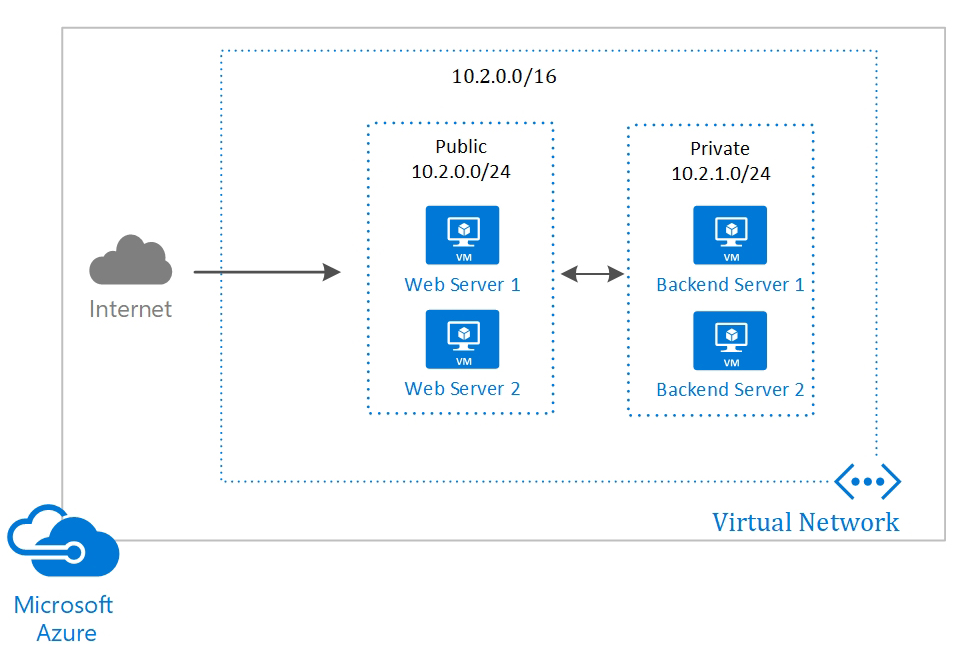 10.2.0.0/16
Public
10.2.0.0/24
VM
Web Server 1
VM
Web Server 2
Private
10.2.1.0/24
VM
Backend Server 1
VM
Backend Server 2
Internet
Virtual Network
Microsoft
Azure